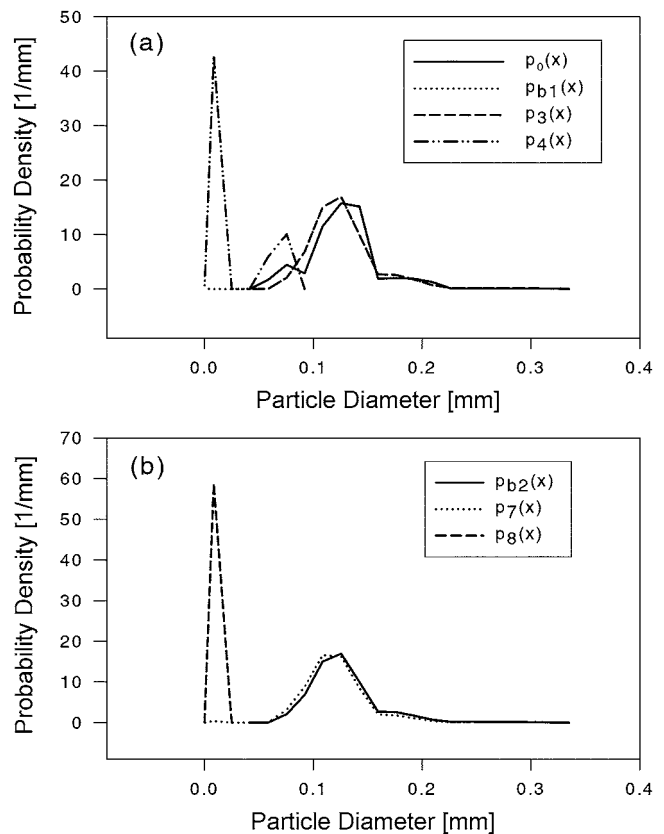 (a)
Probability Density [1/mm]
50
40
30
20
10
0
p0(x)
pb1(x)
p3(x)
p4(x)
0.0 0.1 0.2 0.3 0.4
Particle Diameter [mm]
(b)
Probability Density [1/mm]
70
60
50
40
30
20
10
0
pb2(x)
p7(x)
p8(x)
0.0 0.1 0.2 0.3 0.4
Particle Diameter [mm]